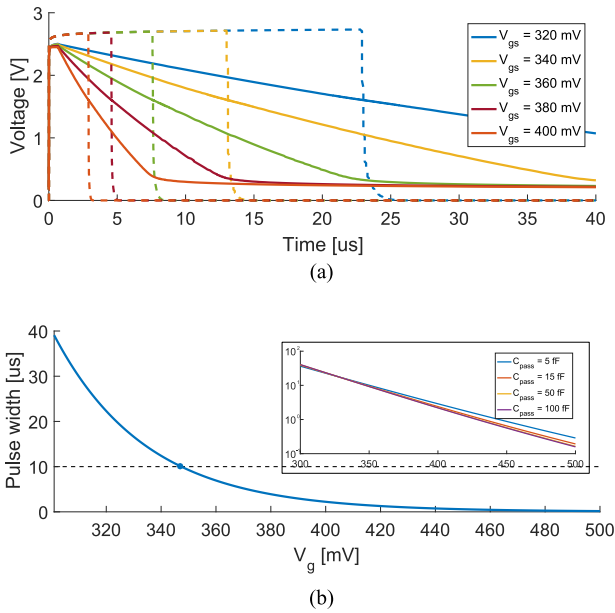 3
2
1
0
Voltage [V]
V_gs = 320 mV
V_gs = 340 mV
V_gs = 360 mV
V_gs = 380 mV
V_gs = 400 mV
0 5 10 15 20 25 30 35 40
Time [us]
(a)
40
30
20
10
0
Pulse width [us]
10^2
10^1
10^0
10^-1
C_pass = 5 fF
C_pass = 15 fF
C_pass = 50 fF
C_pass = 100 fF
300 350 400 450 500
320 340 360 380 400 420 440 460 480 500
V_g [mV]
(b)